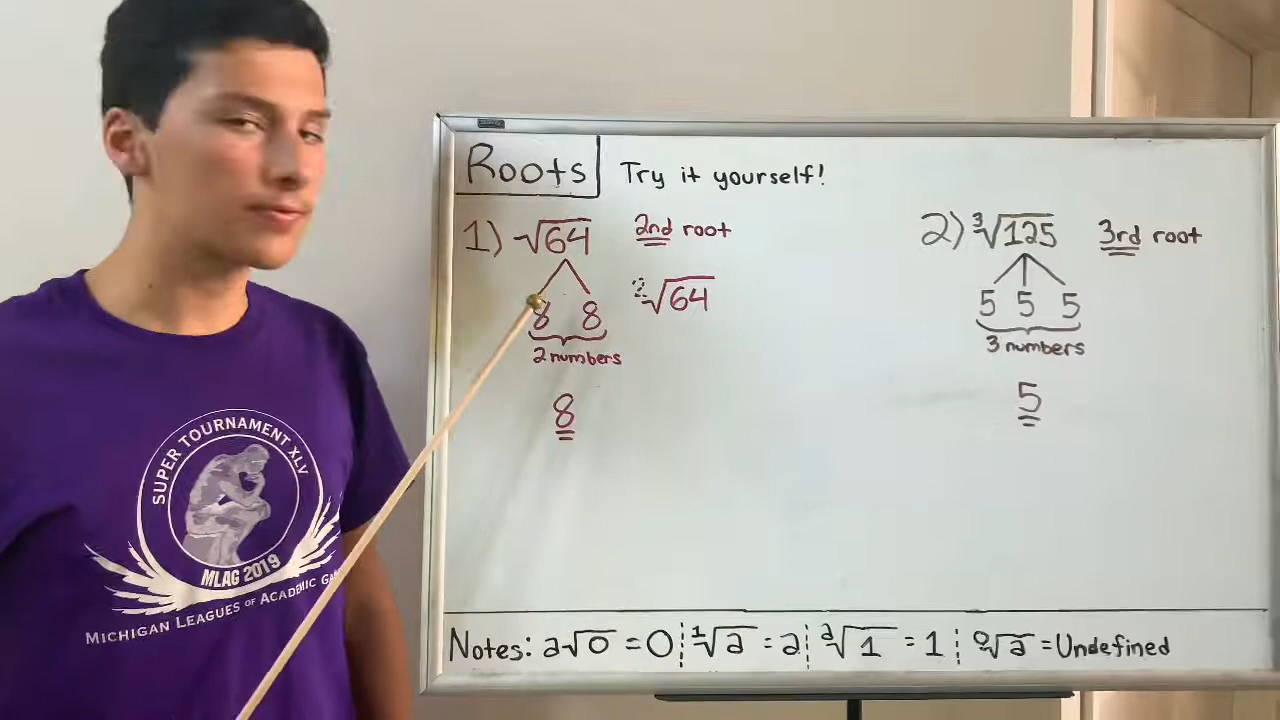 Roots
Try it yourself!
1) √64 2nd root
8 8
²√64
2 numbers
8
2) ³√125 3rd root
5 5 5
3 numbers
5
Notes: a√0 = 0 ¹√a = a ᵃ√1 = 1 ⁰√a = Undefined
SUPER TOURNAMENT XLV
MLAG 2019
MICHIGAN LEAGUES OF ACADEMIC GA